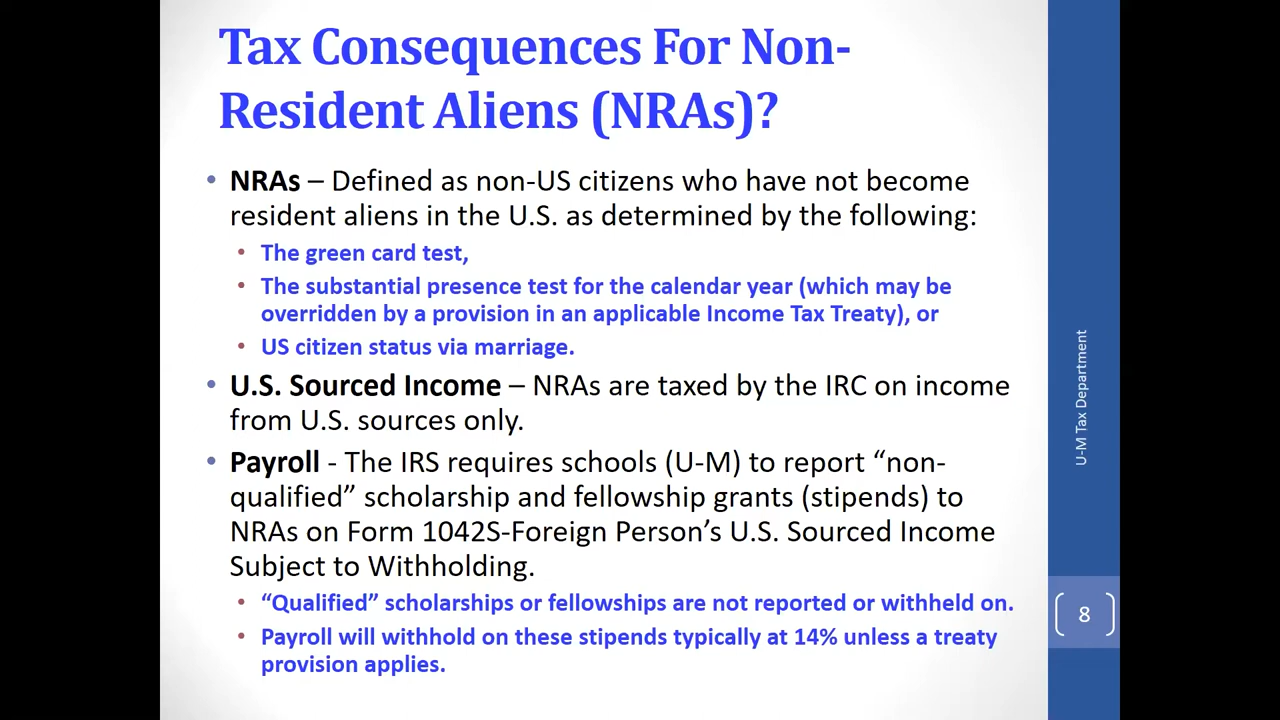 Tax Consequences For Non-
Resident Aliens (NRAs)?
• NRAs – Defined as non-US citizens who have not become
resident aliens in the U.S. as determined by the following:
• The green card test,
• The substantial presence test for the calendar year (which may be
overridden by a provision in an applicable Income Tax Treaty), or
• US citizen status via marriage.
• U.S. Sourced Income – NRAs are taxed by the IRC on income
from U.S. sources only.
• Payroll - The IRS requires schools (U-M) to report “non-
qualified” scholarship and fellowship grants (stipends) to
NRAs on Form 1042S-Foreign Person’s U.S. Sourced Income
Subject to Withholding.
• “Qualified” scholarships or fellowships are not reported or withheld on.
• Payroll will withhold on these stipends typically at 14% unless a treaty
provision applies.
U-M Tax Department
8